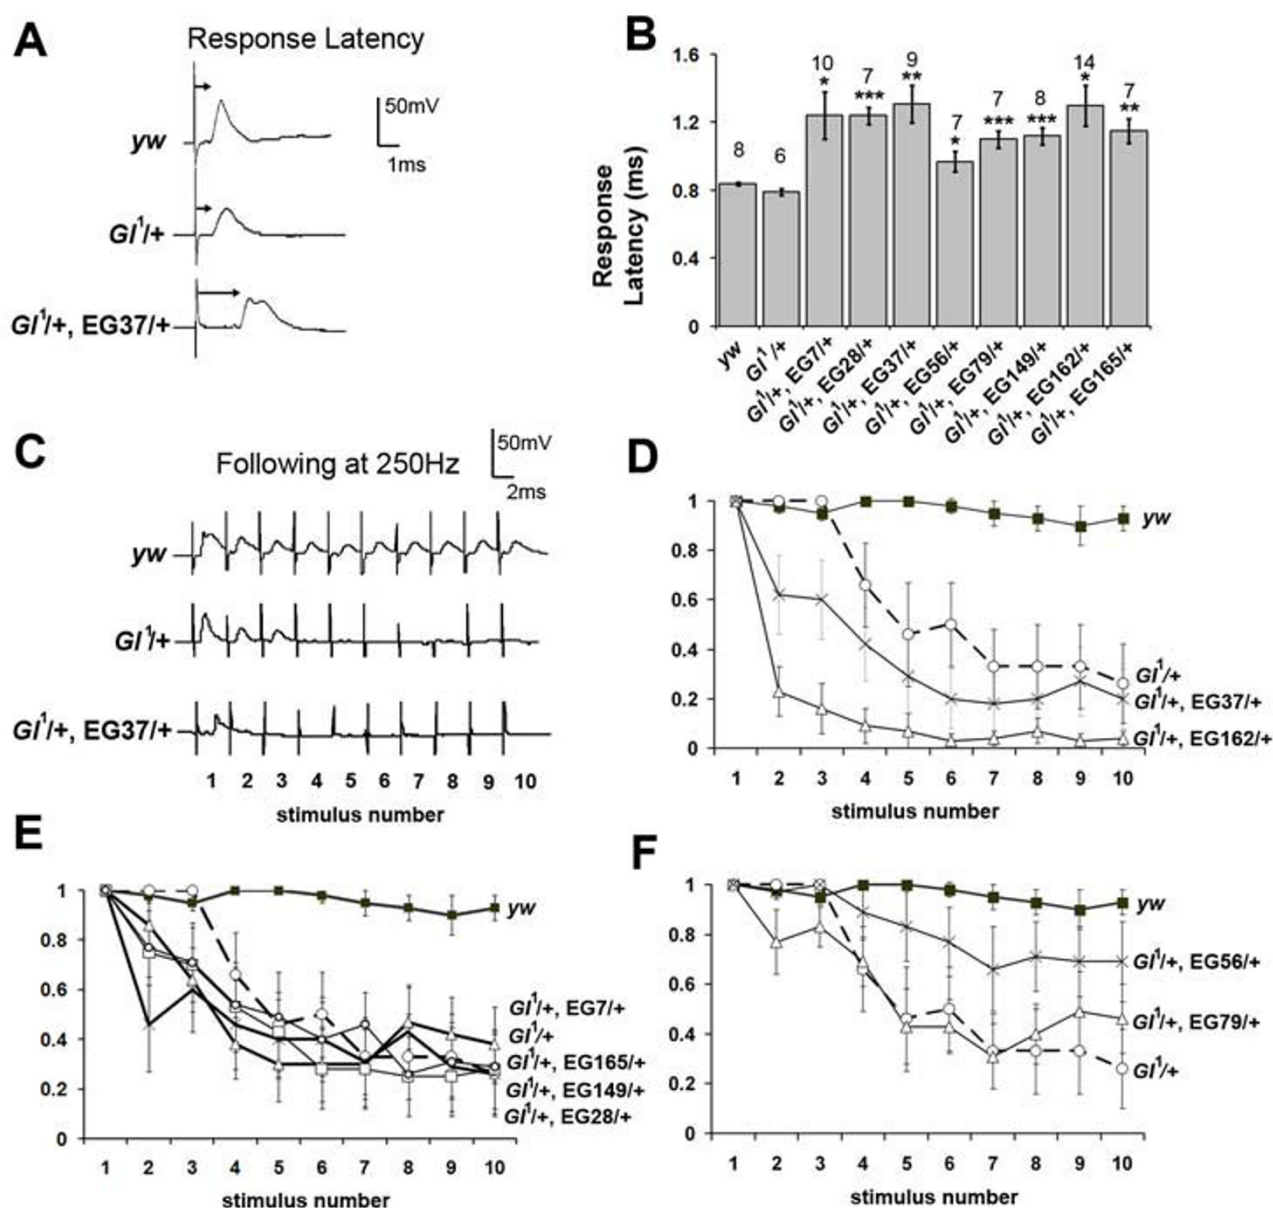 A
Response Latency
50mV
1ms
yw
Gl¹/+
Gl¹/+, EG37/+
B
Response
Latency (ms)
1.6
1.2
0.8
0.4
0
8
6
10
*
7
***
9
**
7
*
7
***
8
***
14
*
7
**
yw
Gl¹/+
Gl¹/+, EG7/+
Gl¹/+, EG28/+
Gl¹/+, EG37/+
Gl¹/+, EG56/+
Gl¹/+, EG79/+
Gl¹/+, EG149/+
Gl¹/+, EG162/+
Gl¹/+, EG165/+
C
Following at 250Hz
50mV
2ms
yw
Gl¹/+
Gl¹/+, EG37/+
1 2 3 4 5 6 7 8 9 10
stimulus number
D
1
0.8
0.6
0.4
0.2
0
yw
Gl¹/+
Gl¹/+, EG37/+
Gl¹/+, EG162/+
1 2 3 4 5 6 7 8 9 10
stimulus number
E
1
0.8
0.6
0.4
0.2
0
yw
Gl¹/+, EG7/+
Gl¹/+
Gl¹/+, EG165/+
Gl¹/+, EG149/+
Gl¹/+, EG28/+
1 2 3 4 5 6 7 8 9 10
stimulus number
F
1
0.8
0.6
0.4
0.2
0
yw
Gl¹/+, EG56/+
Gl¹/+, EG79/+
Gl¹/+
1 2 3 4 5 6 7 8 9 10
stimulus number